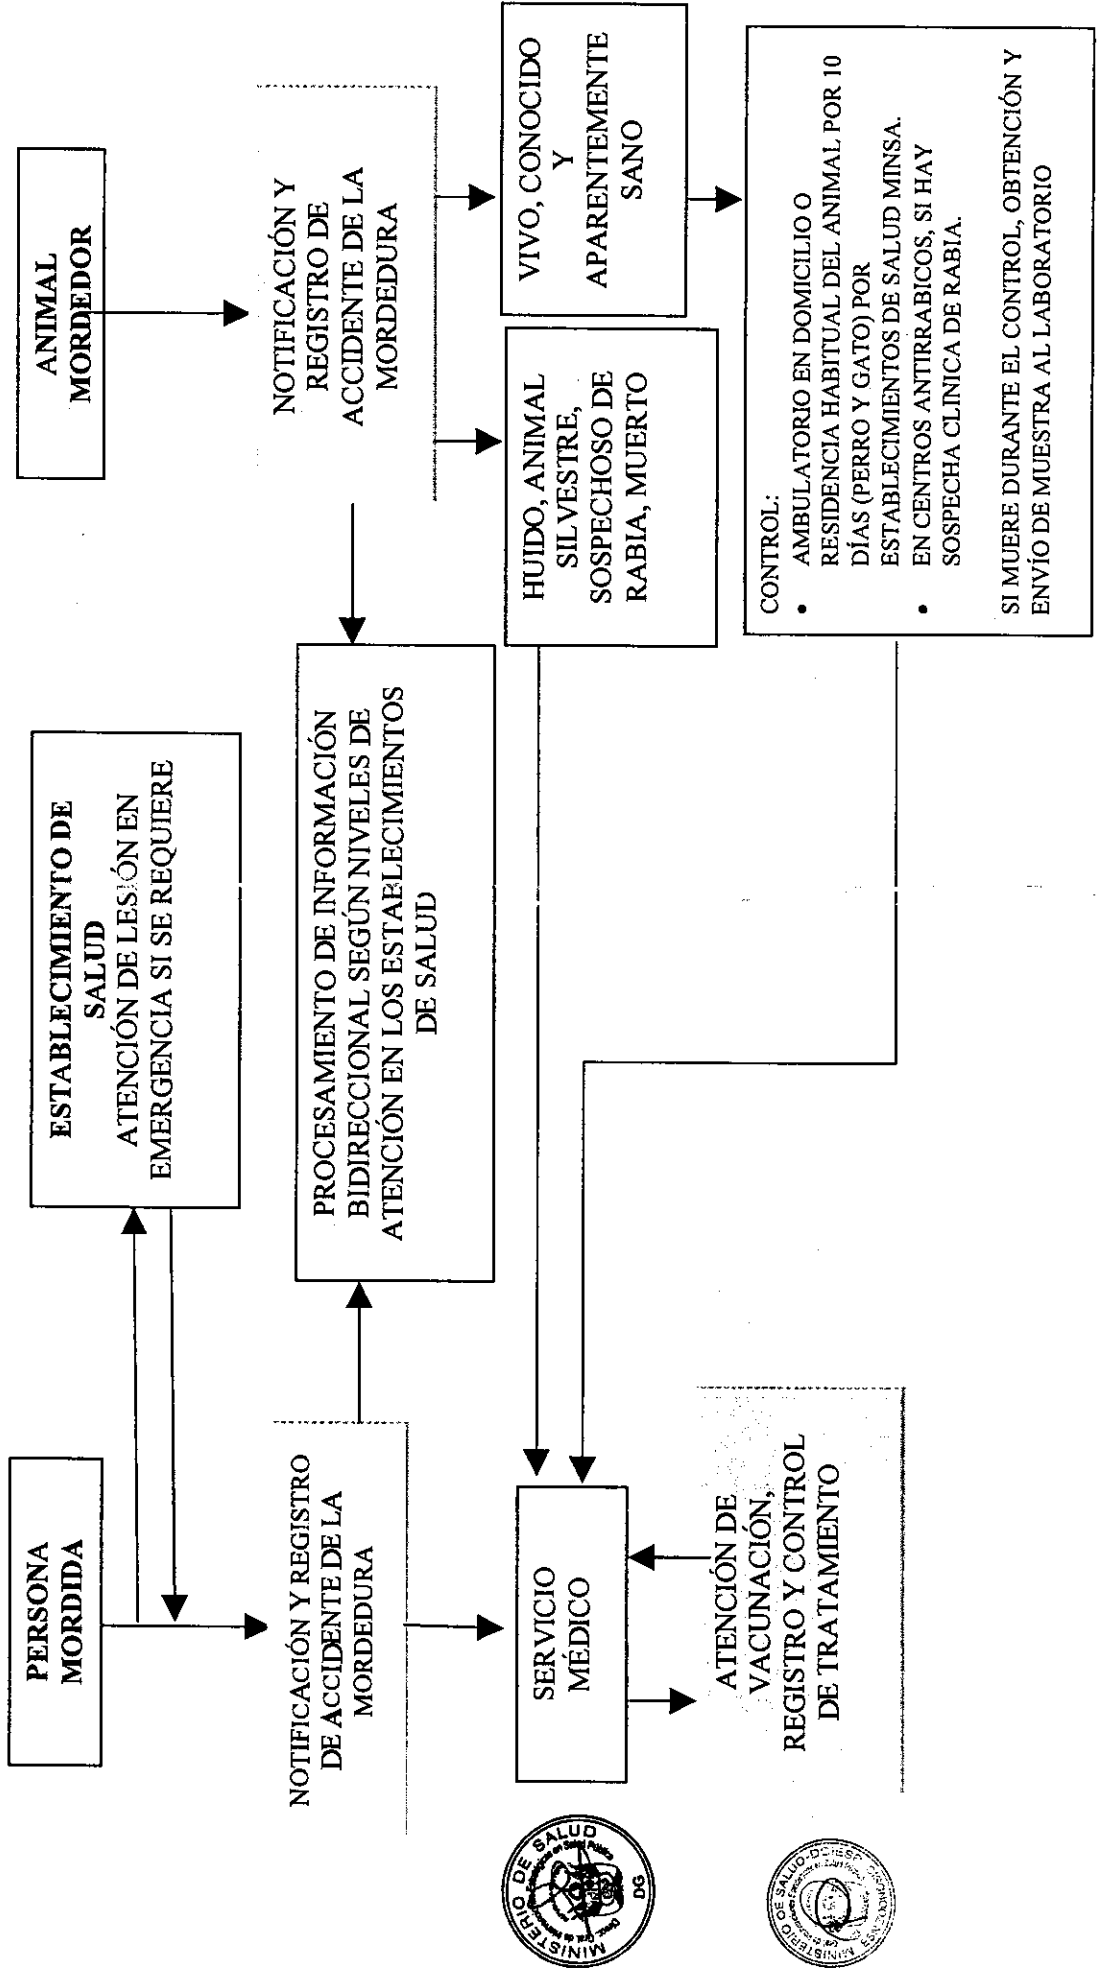 PERSONA
MORDIDA
ESTABLECIMIENTO DE
SALUD
ATENCIÓN DE LESIÓN EN
EMERGENCIA SI SE REQUIERE
ANIMAL
MORDEDOR
NOTIFICACIÓN Y REGISTRO
DE ACCIDENTE DE LA
MORDEDURA
PROCESAMIENTO DE INFORMACIÓN
BIDIRECCIONAL SEGÚN NIVELES DE
ATENCIÓN EN LOS ESTABLECIMIENTOS
DE SALUD
NOTIFICACIÓN Y
REGISTRO DE
ACCIDENTE DE LA
MORDEDURA
SERVICIO
MÉDICO
HUIDO, ANIMAL
SILVESTRE,
SOSPECHOSO DE
RABIA, MUERTO
VIVO, CONOCIDO
Y
APARENTEMENTE
SANO
ATENCIÓN DE
VACUNACIÓN,
REGISTRO Y CONTROL
DE TRATAMIENTO
CONTROL:
• AMBULATORIO EN DOMICILIO O
RESIDENCIA HABITUAL DEL ANIMAL POR 10
DÍAS (PERRO Y GATO) POR
ESTABLECIMIENTOS DE SALUD MINSA.
• EN CENTROS ANTIRRABICOS, SI HAY
SOSPECHA CLINICA DE RABIA.
SI MUERE DURANTE EL CONTROL, OBTENCIÓN Y
ENVÍO DE MUESTRA AL LABORATORIO
MINISTERIO DE SALUD
DG
MINISTERIO DE SALUD